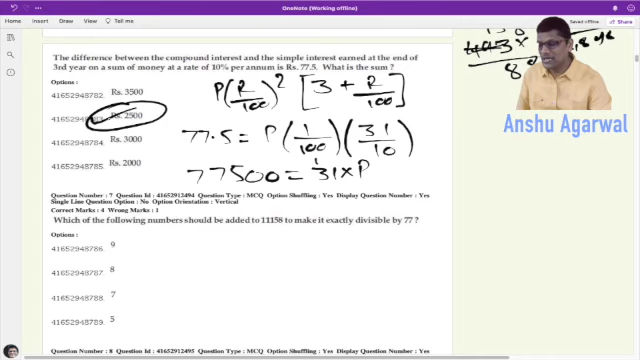 OneNote (Working offline)
Tell me
Saved offline
Share
The difference between the compound interest and the simple interest earned at the end of
3rd year on a sum of money at a rate of 10% per annum is Rs. 77.5. What is the sum ?
Options :
41652948782. Rs. 3500
Rs. 2500
41652948784. Rs. 3000
41652948785. Rs. 2000
P(R/100)² [3 + R/100]
77.5 = P(1/100)(31/10)
77500 = 31 × P
Anshu Agarwal
Question Number : 7 Question Id : 41652912494 Question Type : MCQ Option Shuffling : Yes Display Question Number : Yes
Single Line Question Option : No Option Orientation : Vertical
Correct Marks : 4 Wrong Marks : 1
Which of the following numbers should be added to 11158 to make it exactly divisible by 77 ?
Options :
41652948786. 9
41652948787. 8
41652948788. 7
41652948789. 5
Question Number : 8 Question Id : 41652912495 Question Type : MCQ Option Shuffling : Yes Display Question Number : Yes